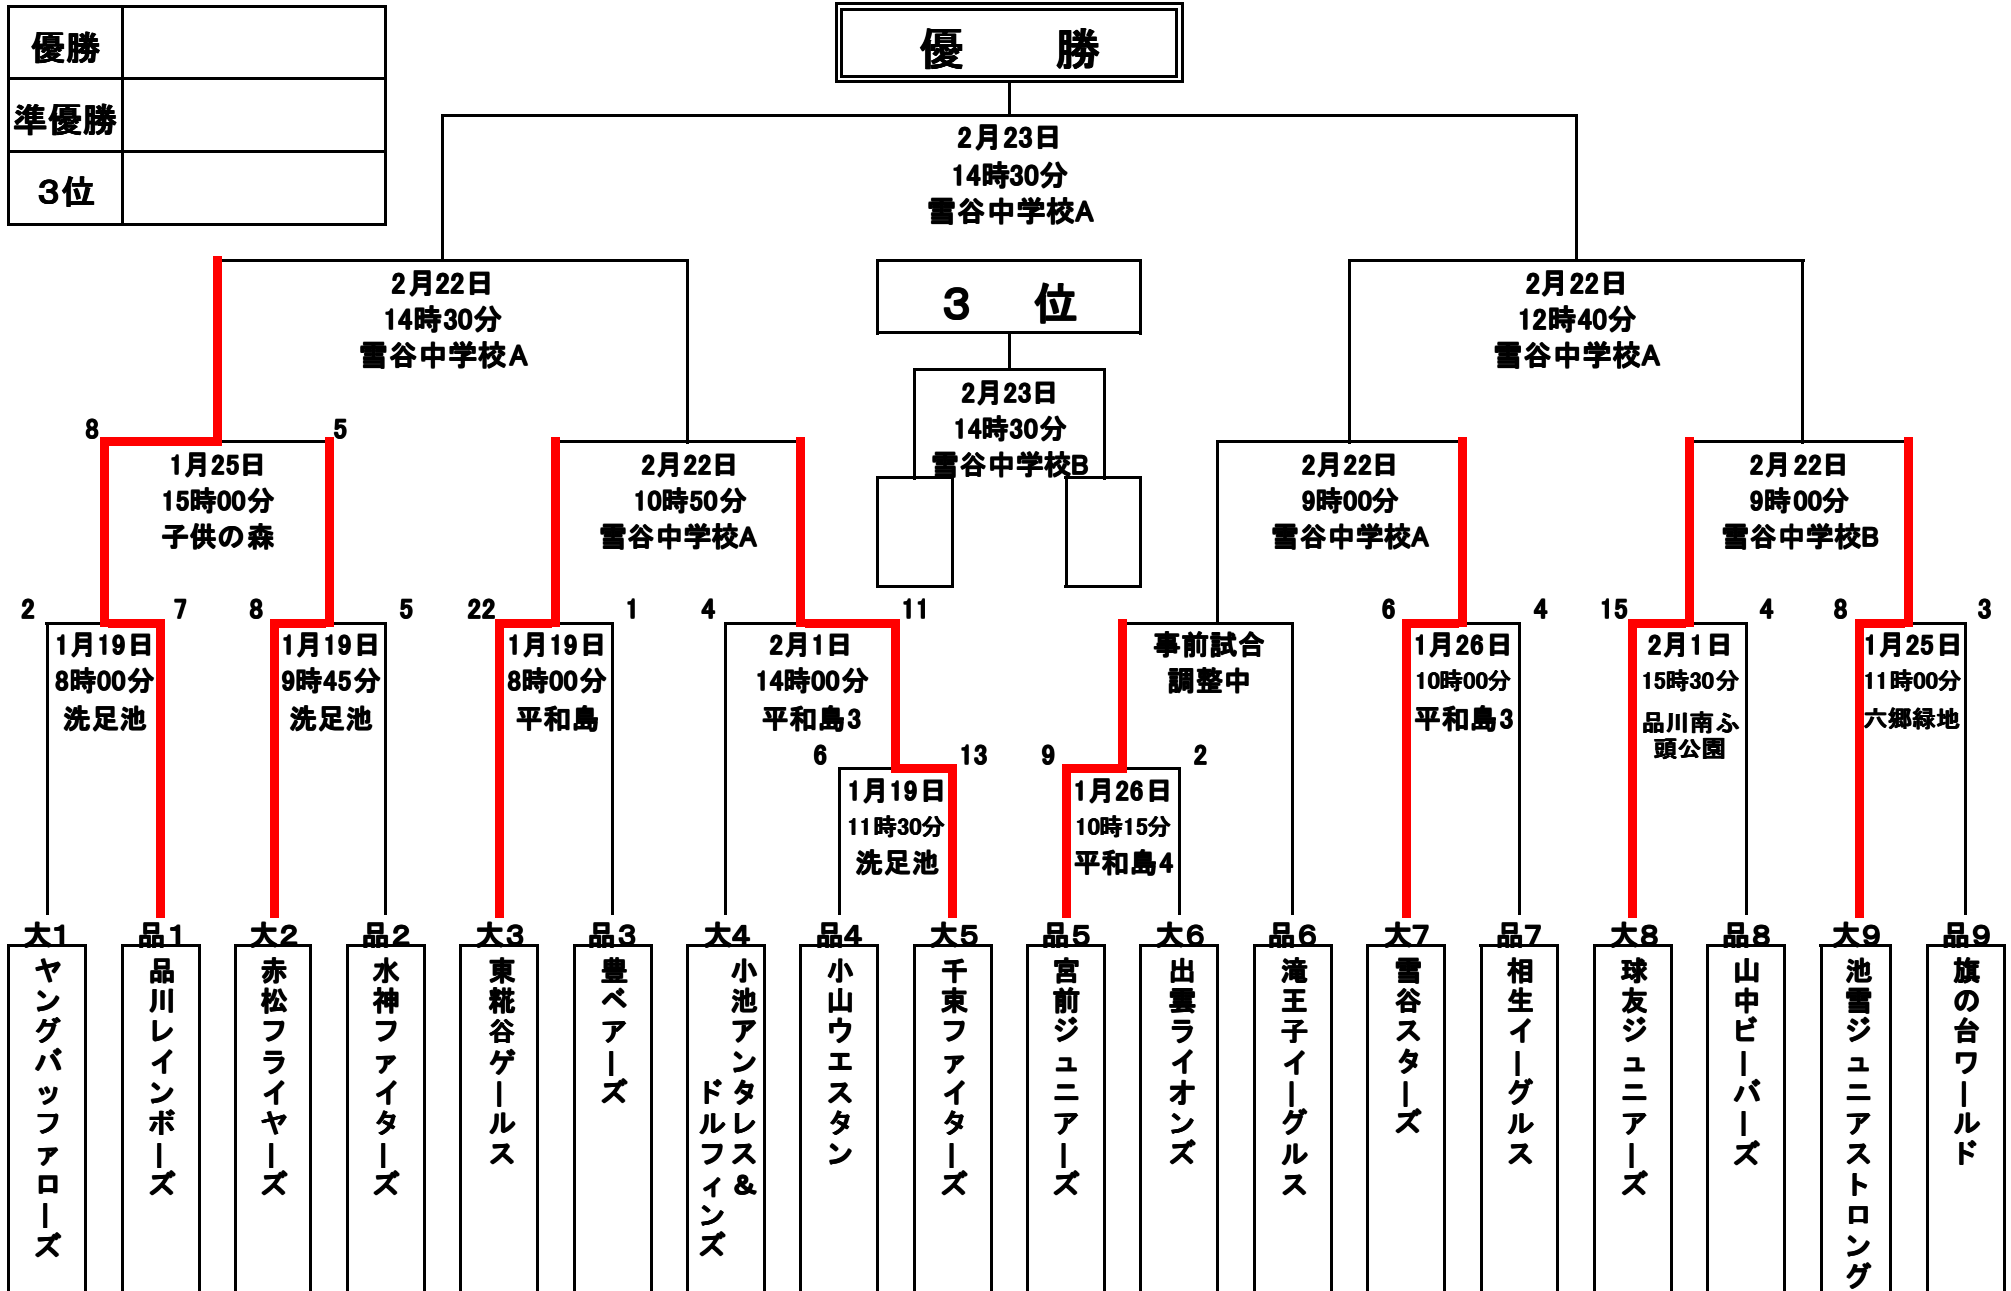 優勝
準優勝
3位
優　勝
2月23日
14時30分
雪谷中学校A
2月22日
14時30分
雪谷中学校A
3　位
2月22日
12時40分
雪谷中学校A
2月23日
14時30分
雪谷中学校B
8
5
1月25日
15時00分
子供の森
2月22日
10時50分
雪谷中学校A
2月22日
9時00分
雪谷中学校A
2月22日
9時00分
雪谷中学校B
2
7
1月19日
8時00分
洗足池
8
5
1月19日
9時45分
洗足池
22
1
1月19日
8時00分
平和島
4
11
2月1日
14時00分
平和島3
事前試合
調整中
6
4
1月26日
10時00分
平和島3
15
4
2月1日
15時30分
品川南ふ
頭公園
8
3
1月25日
11時00分
六郷緑地
6
13
1月19日
11時30分
洗足池
9
2
1月26日
10時15分
平和島4
大1
ヤングバッファローズ
品1
品川レインボーズ
大2
赤松フライヤーズ
品2
水神ファイターズ
大3
東糀谷ゲールス
品3
豊ベアーズ
大4
小池アンタレス&
ドルフィンズ
品4
小山ウエスタン
大5
千束ファイターズ
品5
宮前ジュニアーズ
大6
出雲ライオンズ
品6
滝王子イーグルス
大7
雪谷スターズ
品7
相生イーグルス
大8
球友ジュニアーズ
品8
山中ビーバーズ
大9
池雪ジュニアストロング
品9
旗の台ワールド